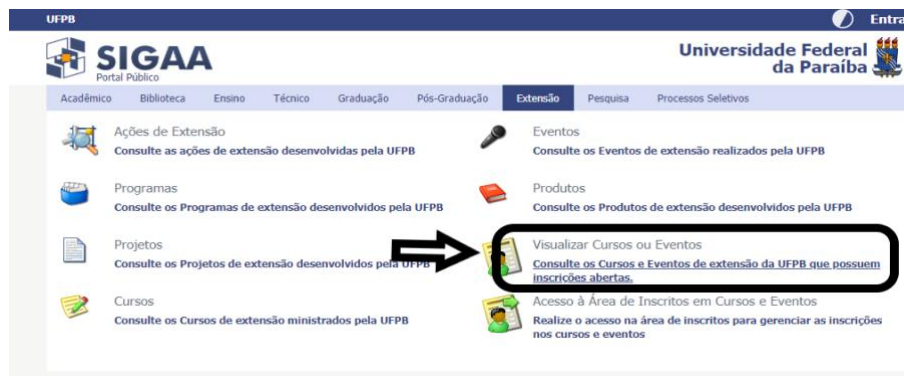 UFPB
Entra
SIGAA
Portal Público
Universidade Federal
da Paraíba
Acadêmico Biblioteca Ensino Técnico Graduação Pós-Graduação Extensão Pesquisa Processos Seletivos
Ações de Extensão
Consulte as ações de extensão desenvolvidas pela UFPB
Eventos
Consulte os Eventos de extensão realizados pela UFPB
Programas
Consulte os Programas de extensão desenvolvidos pela UFPB
Produtos
Consulte os Produtos de extensão desenvolvidos pela UFPB
Projetos
Consulte os Projetos de extensão desenvolvidos pela UFPB
Visualizar Cursos ou Eventos
Consulte os Cursos e Eventos de extensão da UFPB que possuem
inscrições abertas.
Cursos
Consulte os Cursos de extensão ministrados pela UFPB
Acesso à Área de Inscritos em Cursos e Eventos
Realize o acesso na área de inscritos para gerenciar as inscrições
nos cursos e eventos